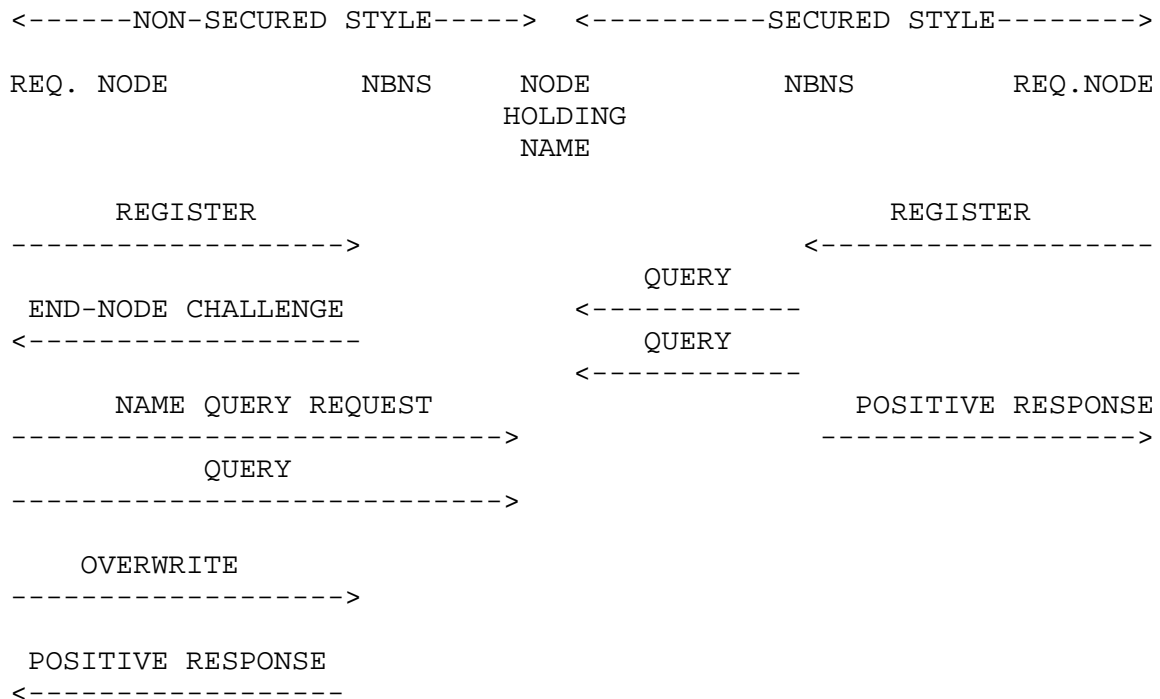 <------NON-SECURED STYLE-----> <----------SECURED STYLE-------->
REQ. NODE NBNS NODE NBNS REQ.NODE
HOLDING
NAME
REGISTER REGISTER
-------------------> <-------------------
QUERY
END-NODE CHALLENGE <------------
<------------------- QUERY
<------------
NAME QUERY REQUEST POSITIVE RESPONSE
----------------------------> ------------------>
QUERY
---------------------------->
OVERWRITE
------------------->
POSITIVE RESPONSE
<------------------